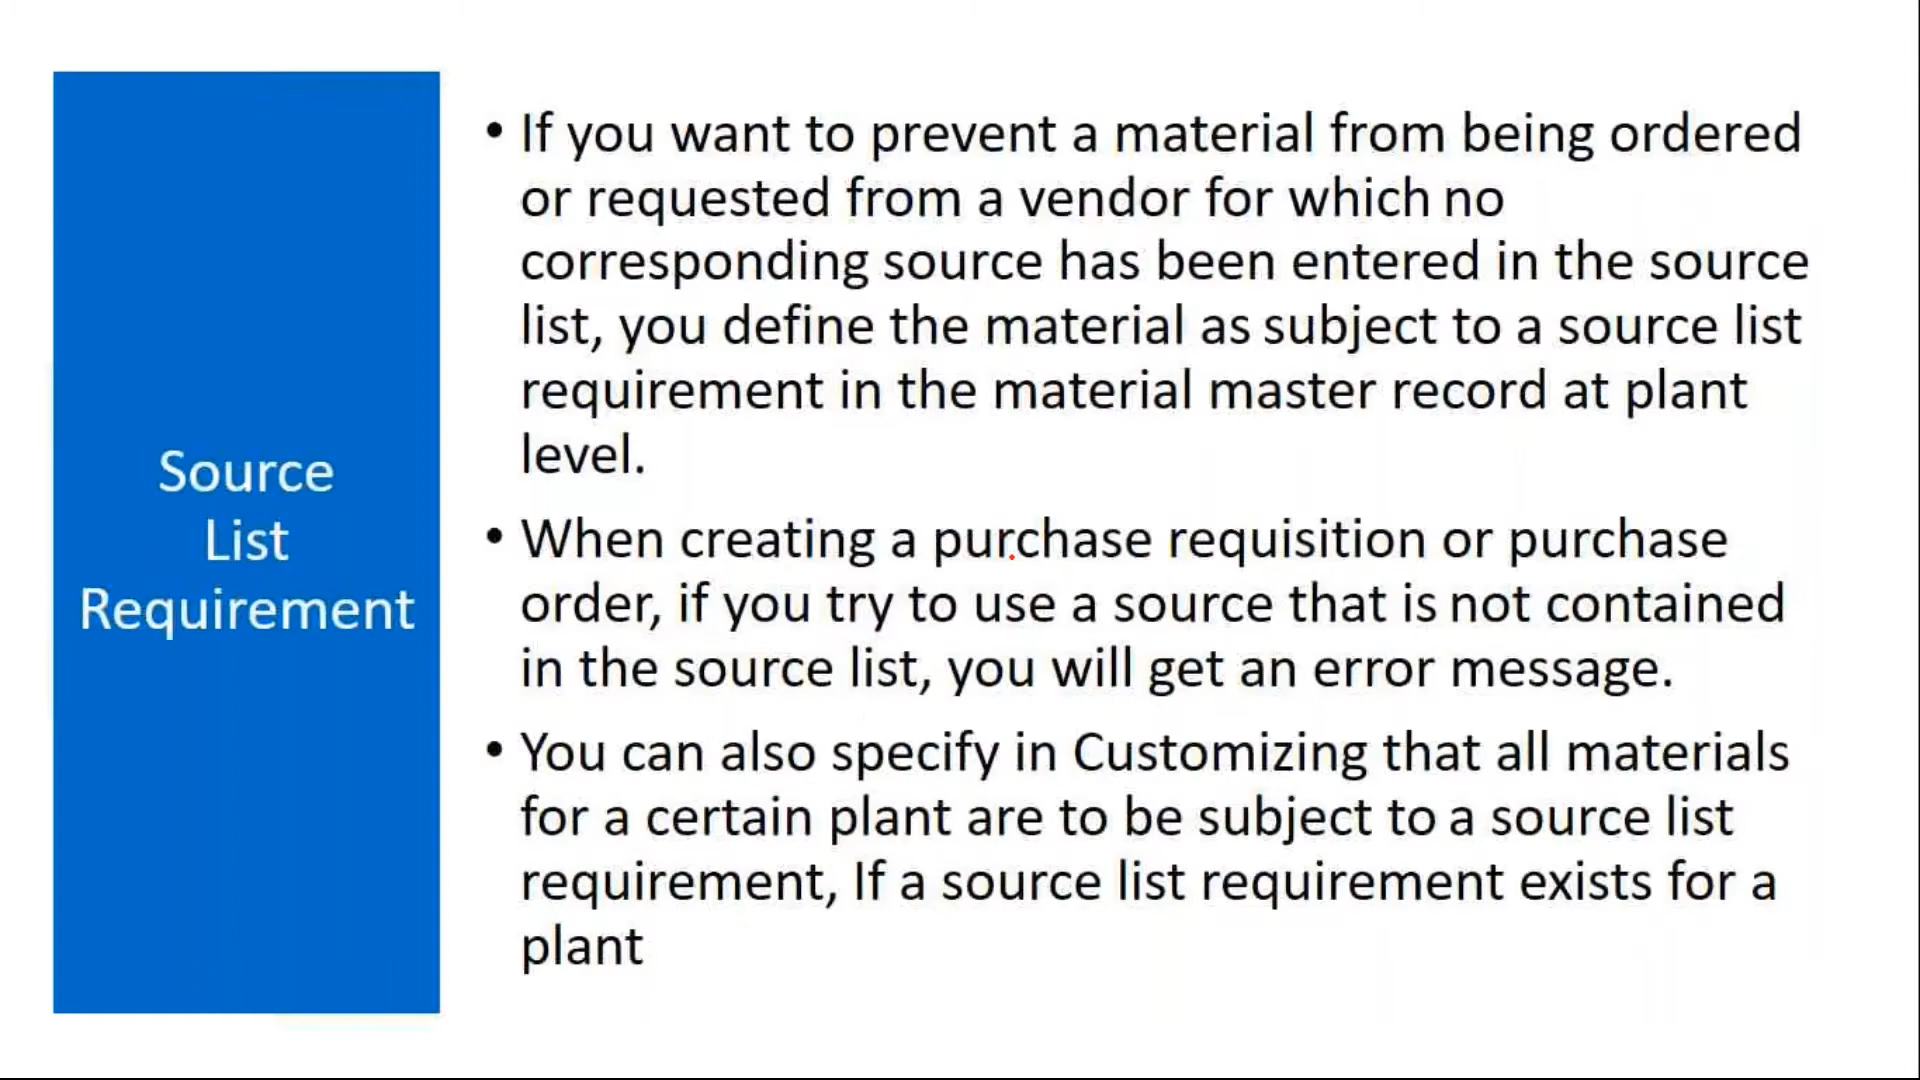 Source
List
Requirement
• If you want to prevent a material from being ordered
or requested from a vendor for which no
corresponding source has been entered in the source
list, you define the material as subject to a source list
requirement in the material master record at plant
level.
• When creating a purchase requisition or purchase
order, if you try to use a source that is not contained
in the source list, you will get an error message.
• You can also specify in Customizing that all materials
for a certain plant are to be subject to a source list
requirement, If a source list requirement exists for a
plant